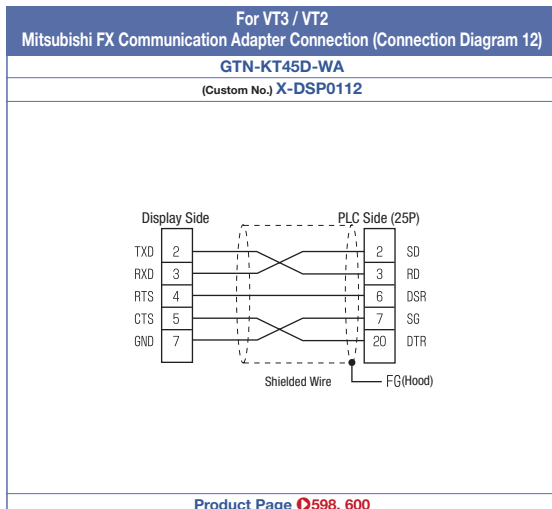 For VT3 / VT2
Mitsubishi FX Communication Adapter Connection (Connection Diagram 12)
GTN-KT45D-WA
(Custom No.) X-DSP0112
Display Side PLC Side (25P)
TXD 2 2 SD
RXD 3 3 RD
RTS 4 6 DSR
CTS 5 7 SG
GND 7 20 DTR
Shielded Wire FG(Hood)
Product Page 598, 600